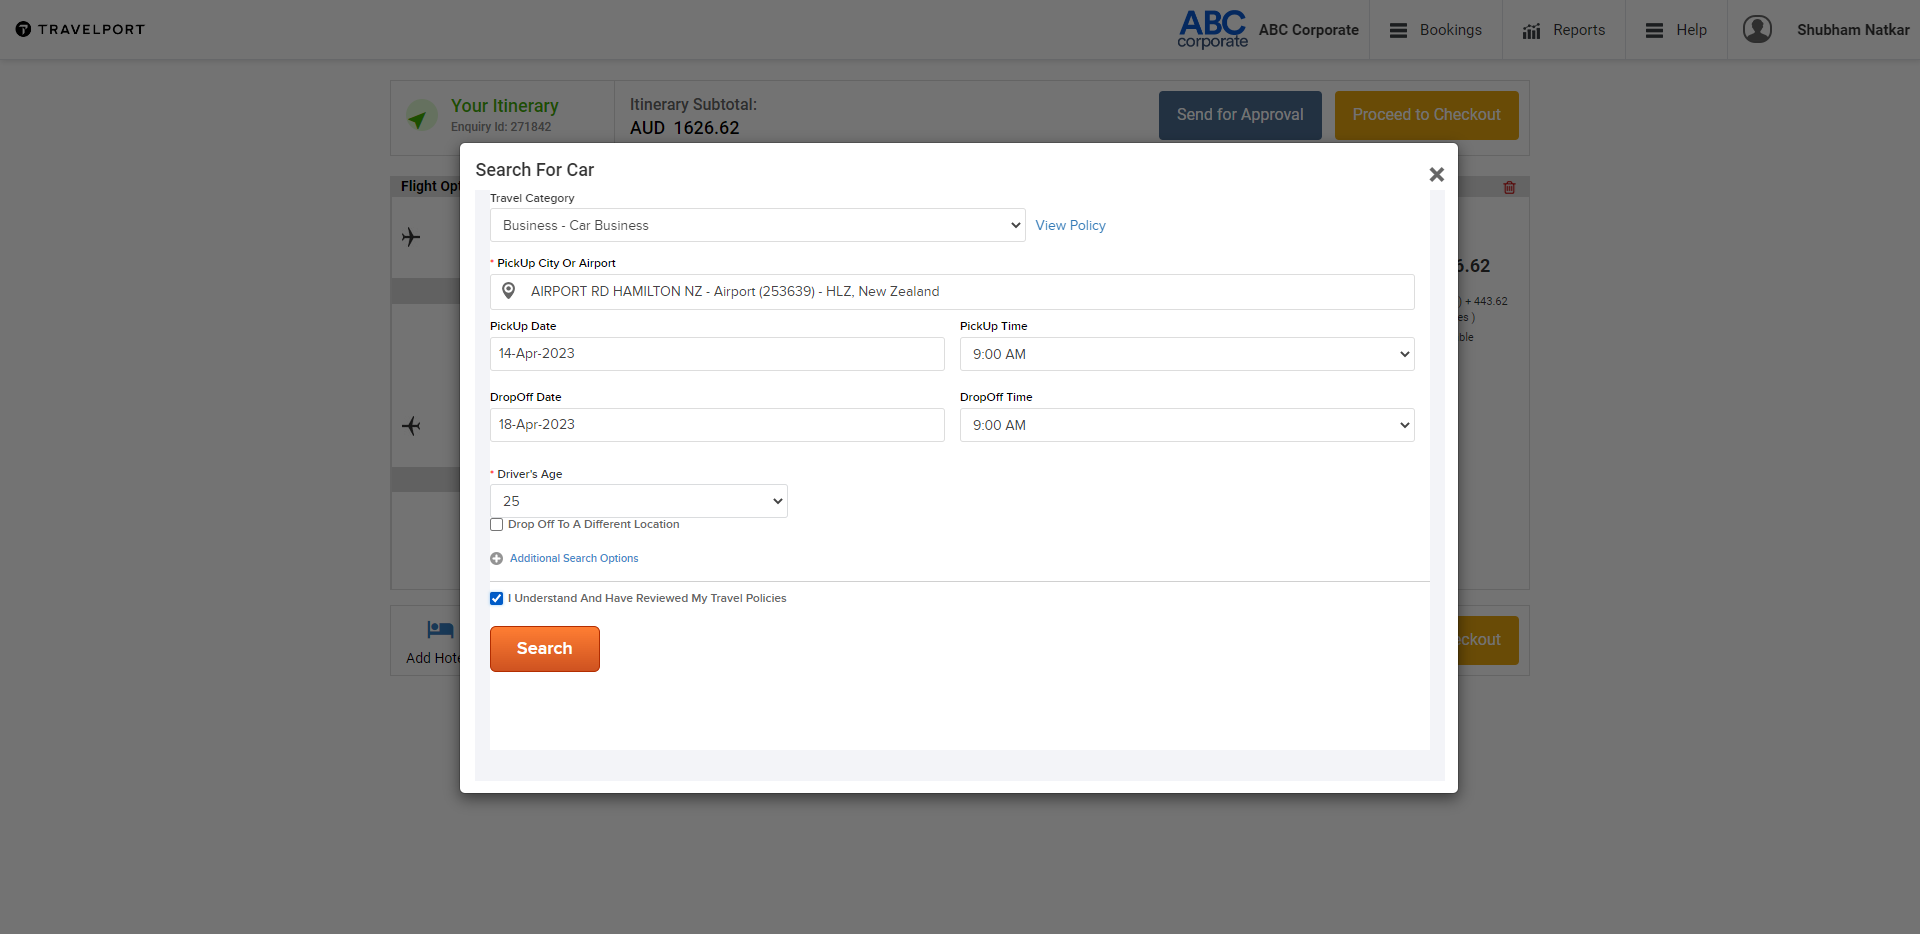 TRAVELPORT
ABC
corporate
ABC Corporate
Bookings
Reports
Help
Shubham Natkar
Your Itinerary
Enquiry Id: 271842
Itinerary Subtotal:
AUD 1626.62
Send for Approval
Proceed to Checkout
Search For Car
Flight Opt
Travel Category
Business - Car Business
View Policy
* PickUp City Or Airport
AIRPORT RD HAMILTON NZ - Airport (253639) - HLZ, New Zealand
PickUp Date
PickUp Time
14-Apr-2023
9:00 AM
DropOff Date
DropOff Time
18-Apr-2023
9:00 AM
* Driver's Age
25
Drop Off To A Different Location
Additional Search Options
I Understand And Have Reviewed My Travel Policies
Search
6.62
) + 443.62
es )
ble
Add Hote
eckout